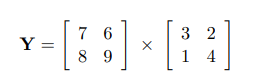 Y = [ 7 6 ] × [ 3 2 ]
[ 8 9 ] [ 1 4 ]